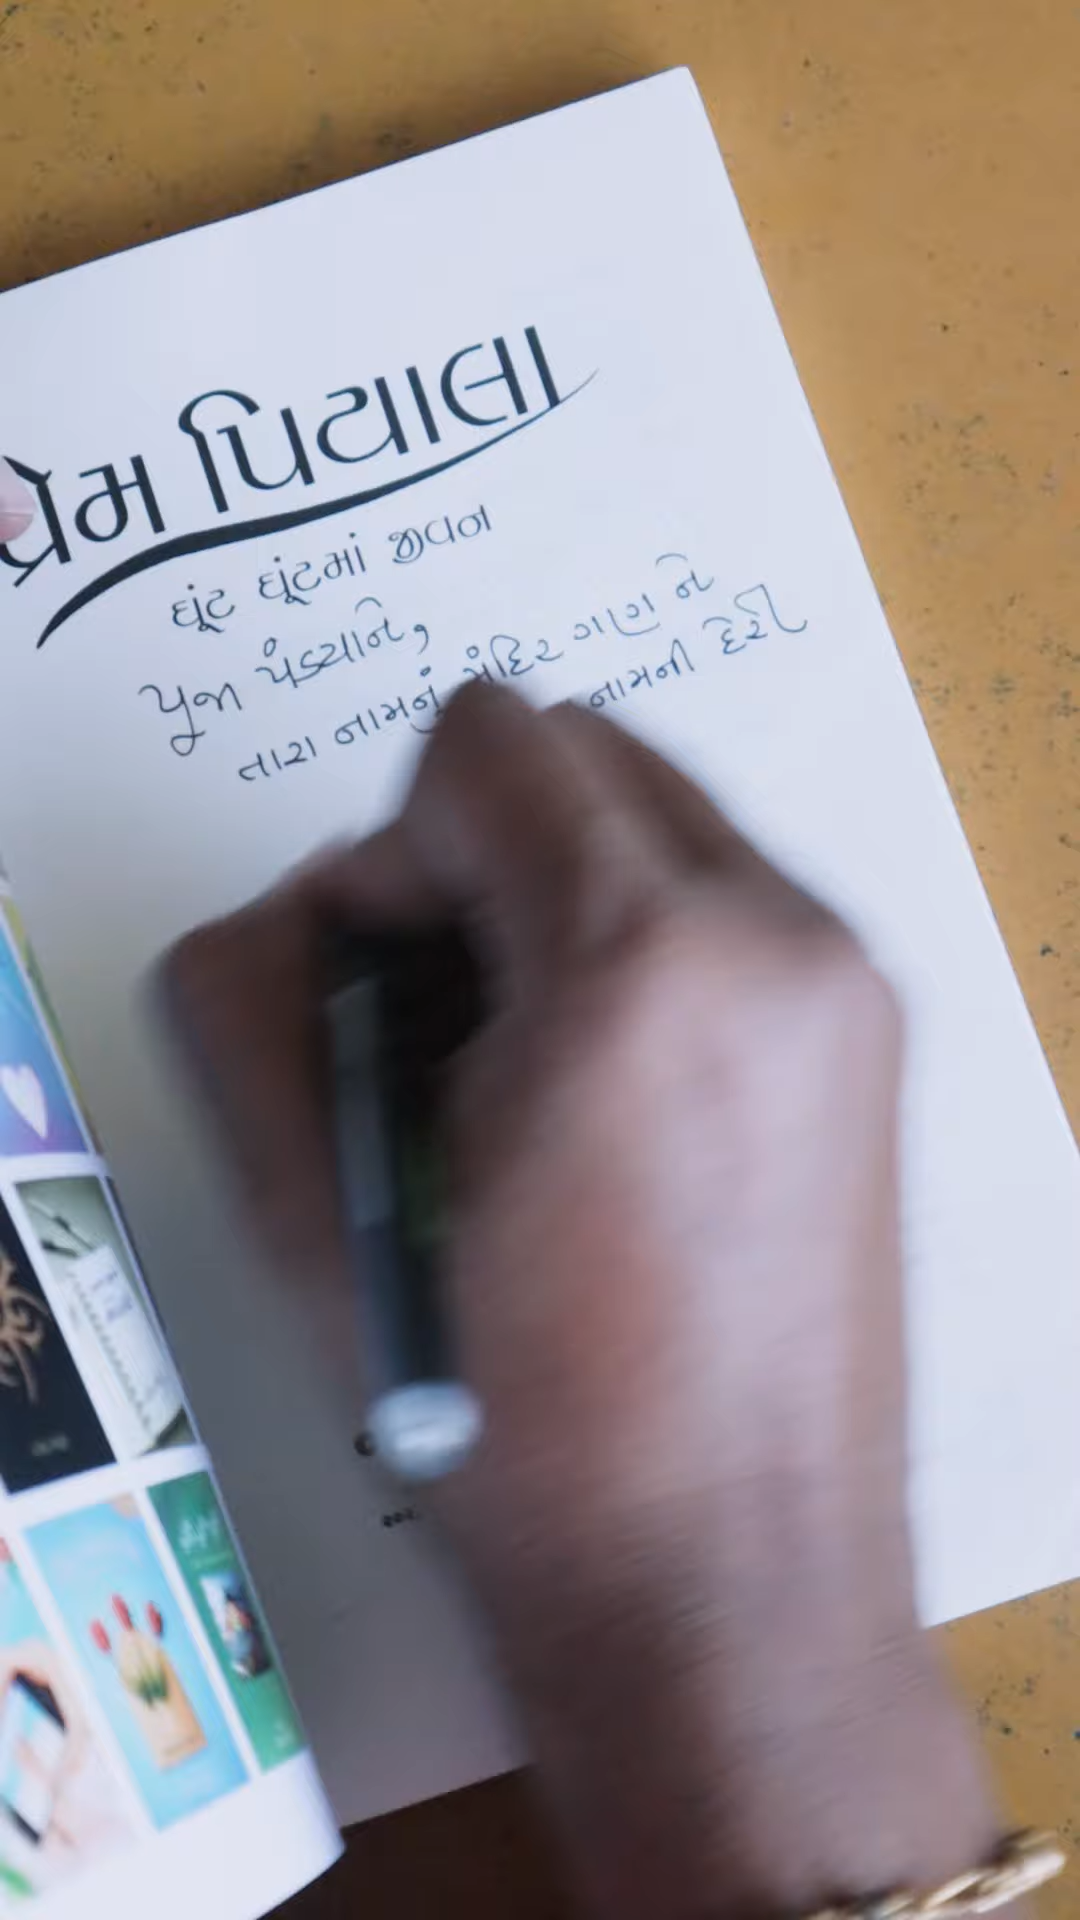 પ્રેમ પિયાલા
ઘૂંટ ઘૂંટમાં જીવન
પૂજા પંડ્યાને,
તારા નામનું મંદિર ગણ ને
નામની દેરી